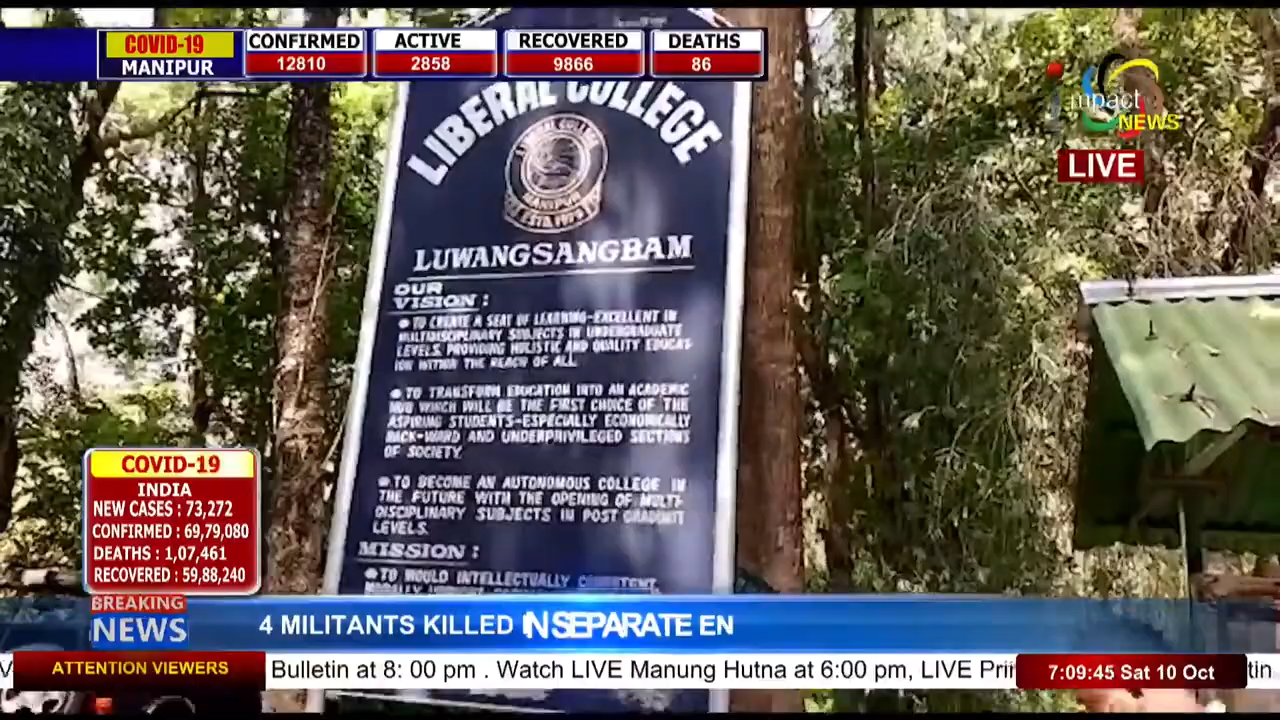 COVID-19
MANIPUR
CONFIRMED
12810
ACTIVE
2858
RECOVERED
9866
DEATHS
86
impact
NEWS
LIVE
LIBERAL COLLEGE
LIBERAL COLLEGE
MANIPUR
LUWANGSANGBAM
OUR
VISION :
TO CREATE A SEAT OF LEARNING-EXCELLENT IN
MULTIDISCIPLINARY SUBJECTS IN UNDERGRADUATE
LEVELS, PROVIDING HOLISTIC AND QUALITY EDUCAT-
ION WITHIN THE REACH OF ALL.
TO TRANSFORM EDUCATION INTO AN ACADEMIC
HUB WHICH WILL BE THE FIRST CHOICE OF THE
ASPIRING STUDENTS-ESPECIALLY ECONOMICALLY
BACK-WARD AND UNDERPRIVILEGED SECTIONS
OF SOCIETY.
TO BECOME AN AUTONOMOUS COLLEGE IN
THE FUTURE WITH THE OPENING OF MULTI-
DISCIPLINARY SUBJECTS IN POST GRADUATE
LEVELS.
MISSION :
TO WOULD INTELLECTUALLY COMPETENT,
COVID-19
INDIA
NEW CASES : 73,272
CONFIRMED : 69,79,080
DEATHS : 1,07,461
RECOVERED : 59,88,240
BREAKING
NEWS
4 MILITANTS KILLED IN SEPARATE EN
ATTENTION VIEWERS
Bulletin at 8: 00 pm . Watch LIVE Manung Hutna at 6:00 pm, LIVE Pri
7:09:45 Sat 10 Oct
tin